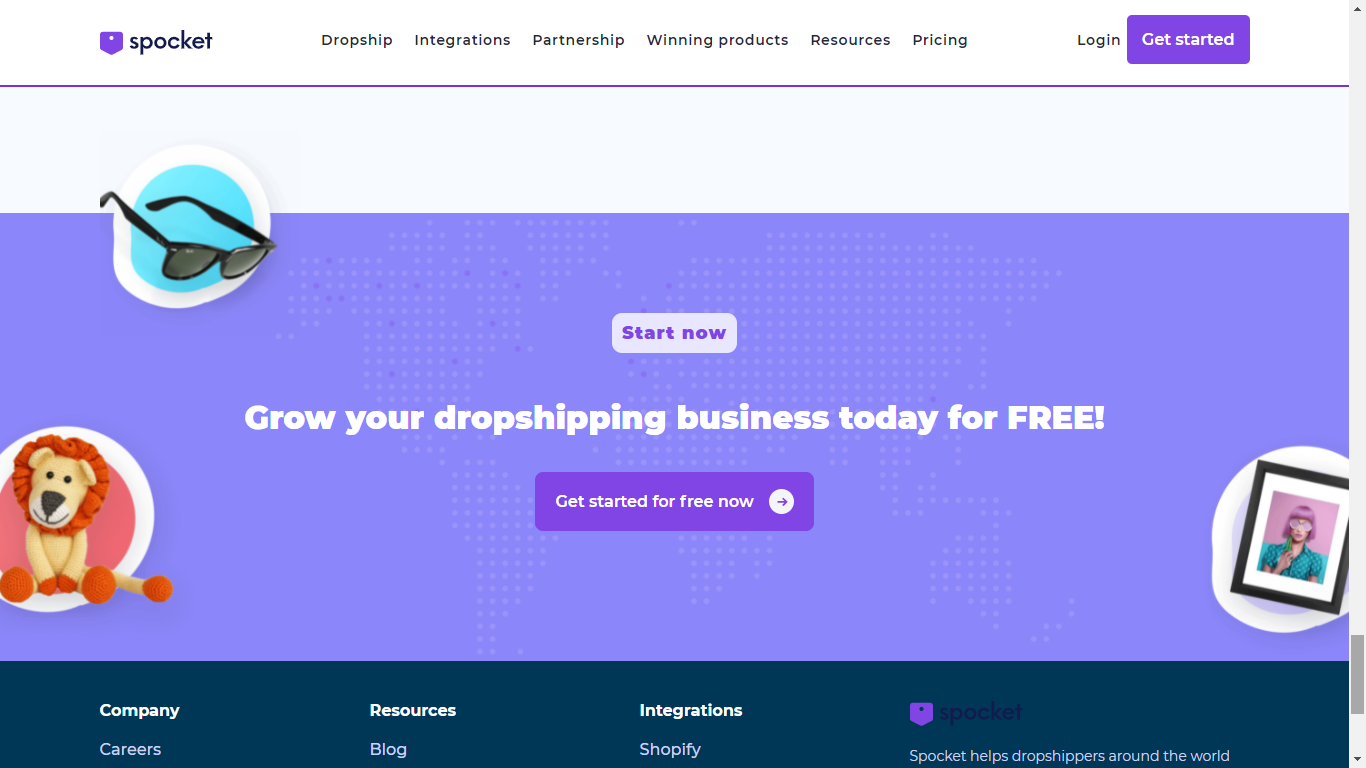 spocket
Dropship Integrations Partnership Winning products Resources Pricing
Login Get started
Start now
Grow your dropshipping business today for FREE!
Get started for free now
Company
Careers
Resources
Blog
Integrations
Shopify
spocket
Spocket helps dropshippers around the world